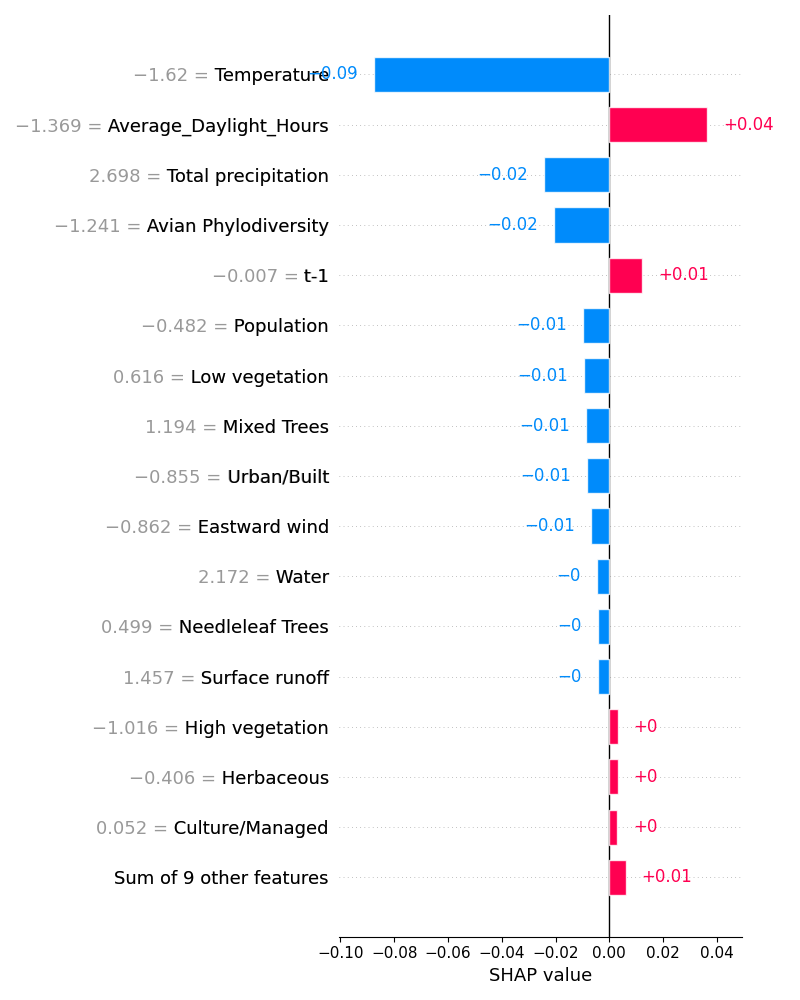 −1.62 = Temperature −0.09
−1.369 = Average_Daylight_Hours +0.04
2.698 = Total precipitation −0.02
−1.241 = Avian Phylodiversity −0.02
−0.007 = t-1 +0.01
−0.482 = Population −0.01
0.616 = Low vegetation −0.01
1.194 = Mixed Trees −0.01
−0.855 = Urban/Built −0.01
−0.862 = Eastward wind −0.01
2.172 = Water −0
0.499 = Needleleaf Trees −0
1.457 = Surface runoff −0
−1.016 = High vegetation +0
−0.406 = Herbaceous +0
0.052 = Culture/Managed +0
Sum of 9 other features +0.01
−0.10 −0.08 −0.06 −0.04 −0.02 0.00 0.02 0.04
SHAP value